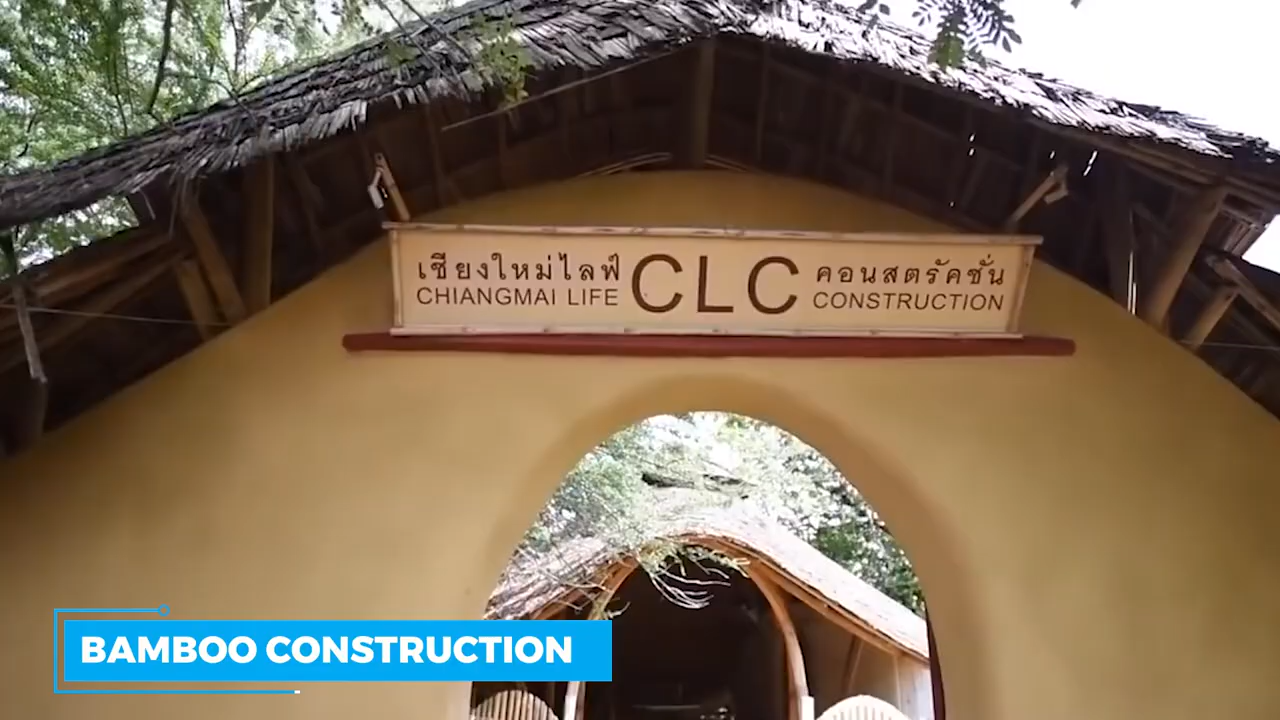 เชียงใหม่ไลฟ์
CHIANGMAI LIFE
CLC
คอนสตรัคชั่น
CONSTRUCTION
BAMBOO CONSTRUCTION